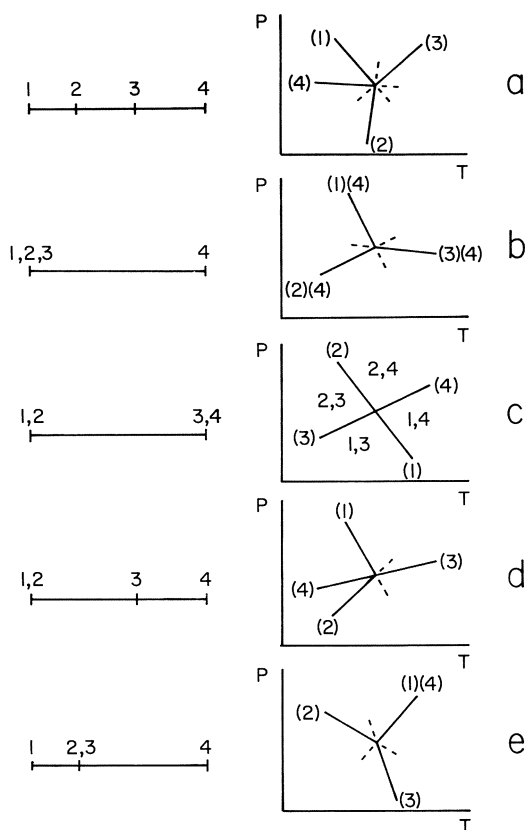 P
(1)
(3)
1 2 3 4
(4)
a
(2)
T
P
(1)(4)
b
1,2,3 4
(3)(4)
(2)(4)
T
P
(2)
2,4
(4)
2,3
1,2 3,4
1,4
c
(3)
1,3
(1)
T
P
(1)
(3)
1,2 3 4
d
(4)
(2)
T
P
(1)(4)
(2)
1 2,3 4
e
(3)
T